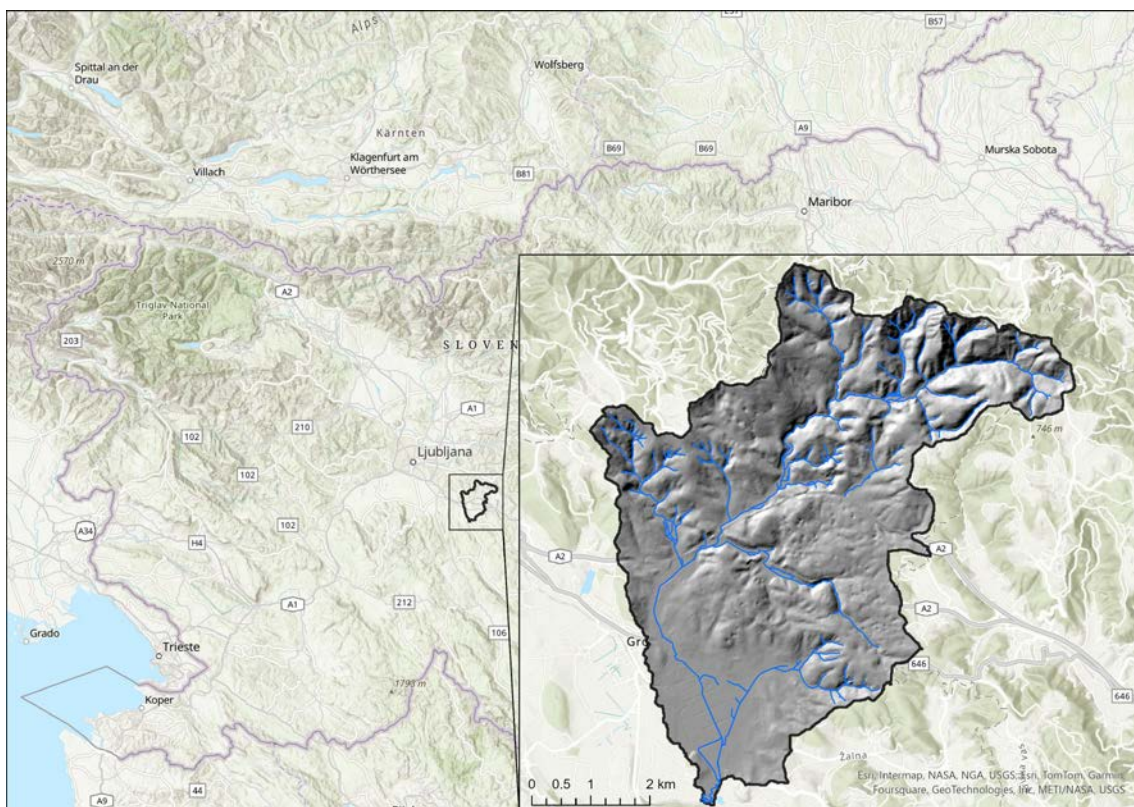 E57
B57
Alps
Spittal an der
Drau
Wolfsberg
Kärnten
A9
B69
B69
Murska Sobota
Klagenfurt am
Wörthersee
Villach
B81
Maribor
2570 m
A2
Triglav National
Park
203
SLOVEN
A1
102
210
Ljubljana
102
746 m
A34
102
H4
A2
A2
A1
212
A2
Grado
106
Gro
Trieste
646
646
1793 m
Koper
Žalna
0 0.5 1 2 km
44
A9
Esri, Intermap, NASA, NGA, USGS; Esri, TomTom, Garmin,
Foursquare, GeoTechnologies, Inc, METI/NASA, USGS